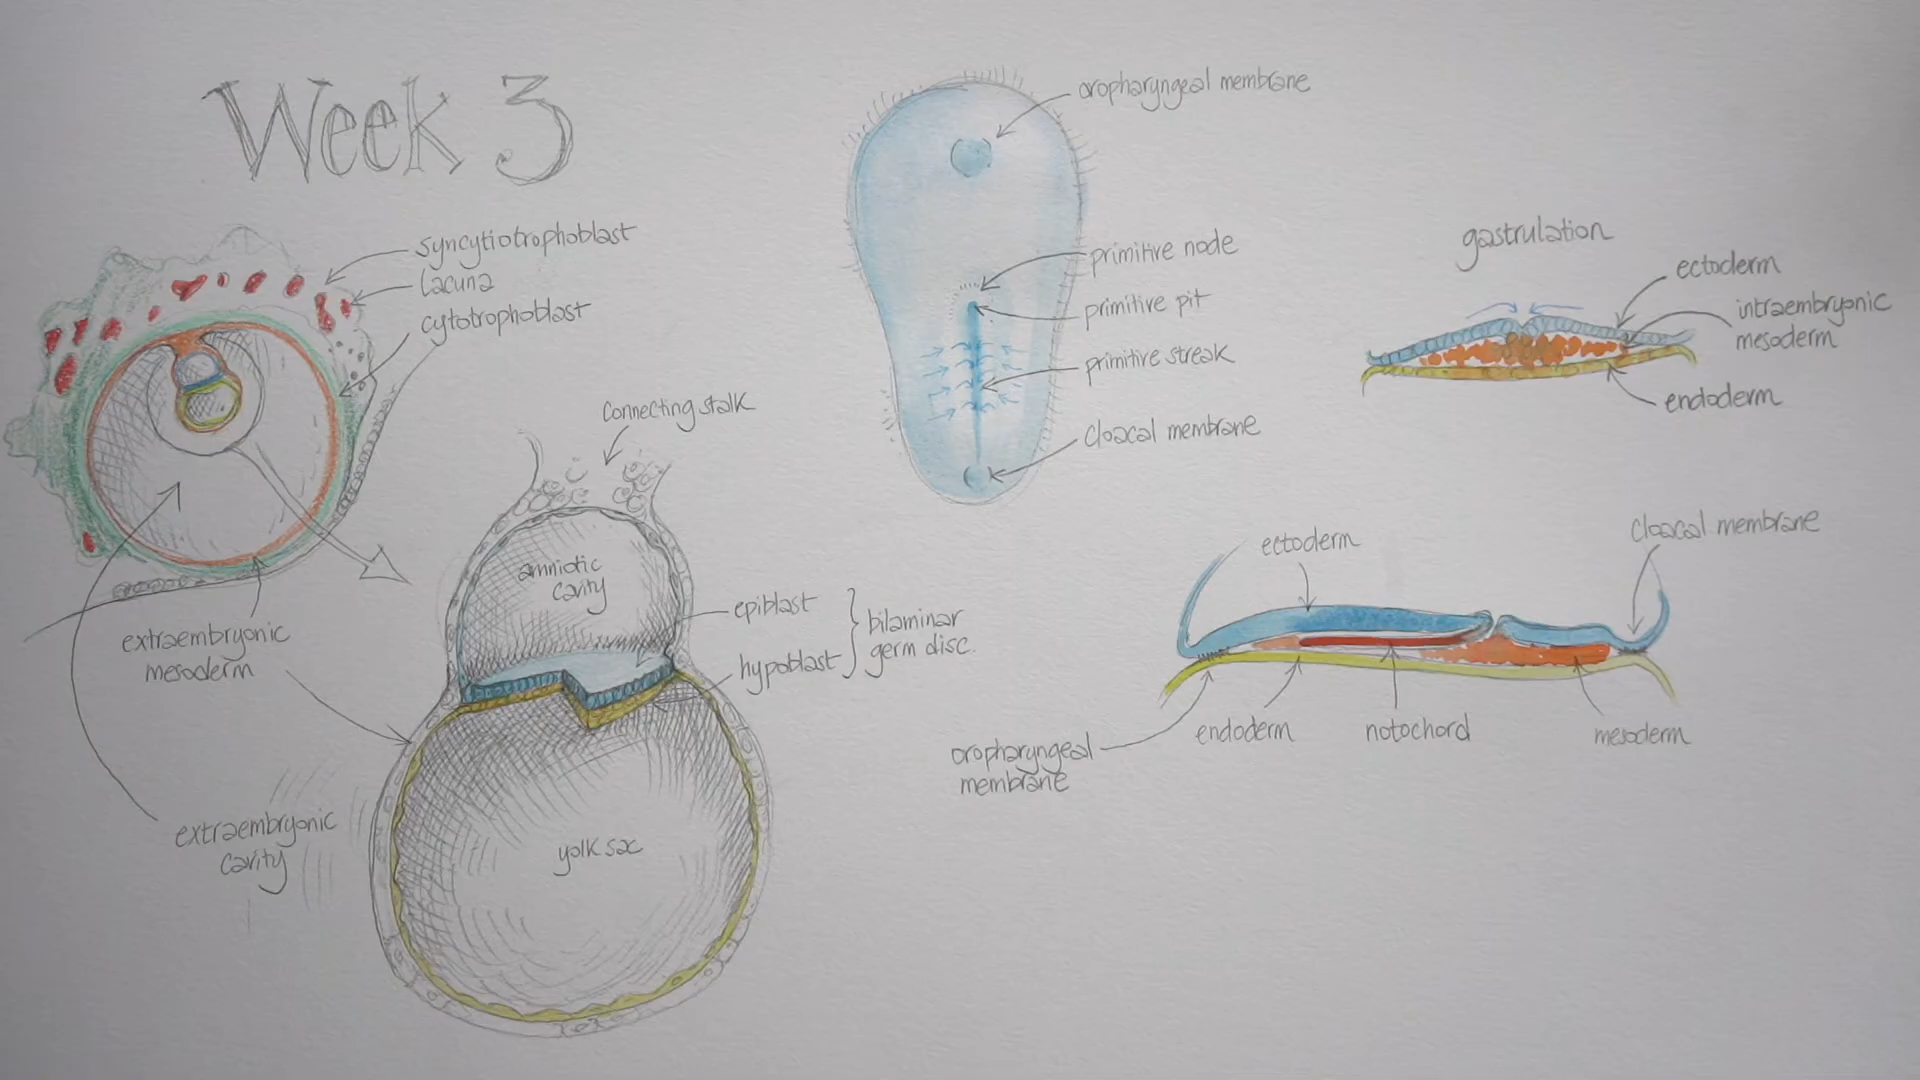 Week 3
syncytiotrophoblast
lacuna
cytotrophoblast
extraembryonic
mesoderm
extraembryonic
cavity
connecting stalk
amniotic
cavity
epiblast
hypoblast
bilaminar
germ disc.
yolk sac
oropharyngeal membrane
primitive node
primitive pit
primitive streak
cloacal membrane
gastrulation
ectoderm
intraembryonic
mesoderm
endoderm
ectoderm
cloacal membrane
oropharyngeal
membrane
endoderm
notochord
mesoderm